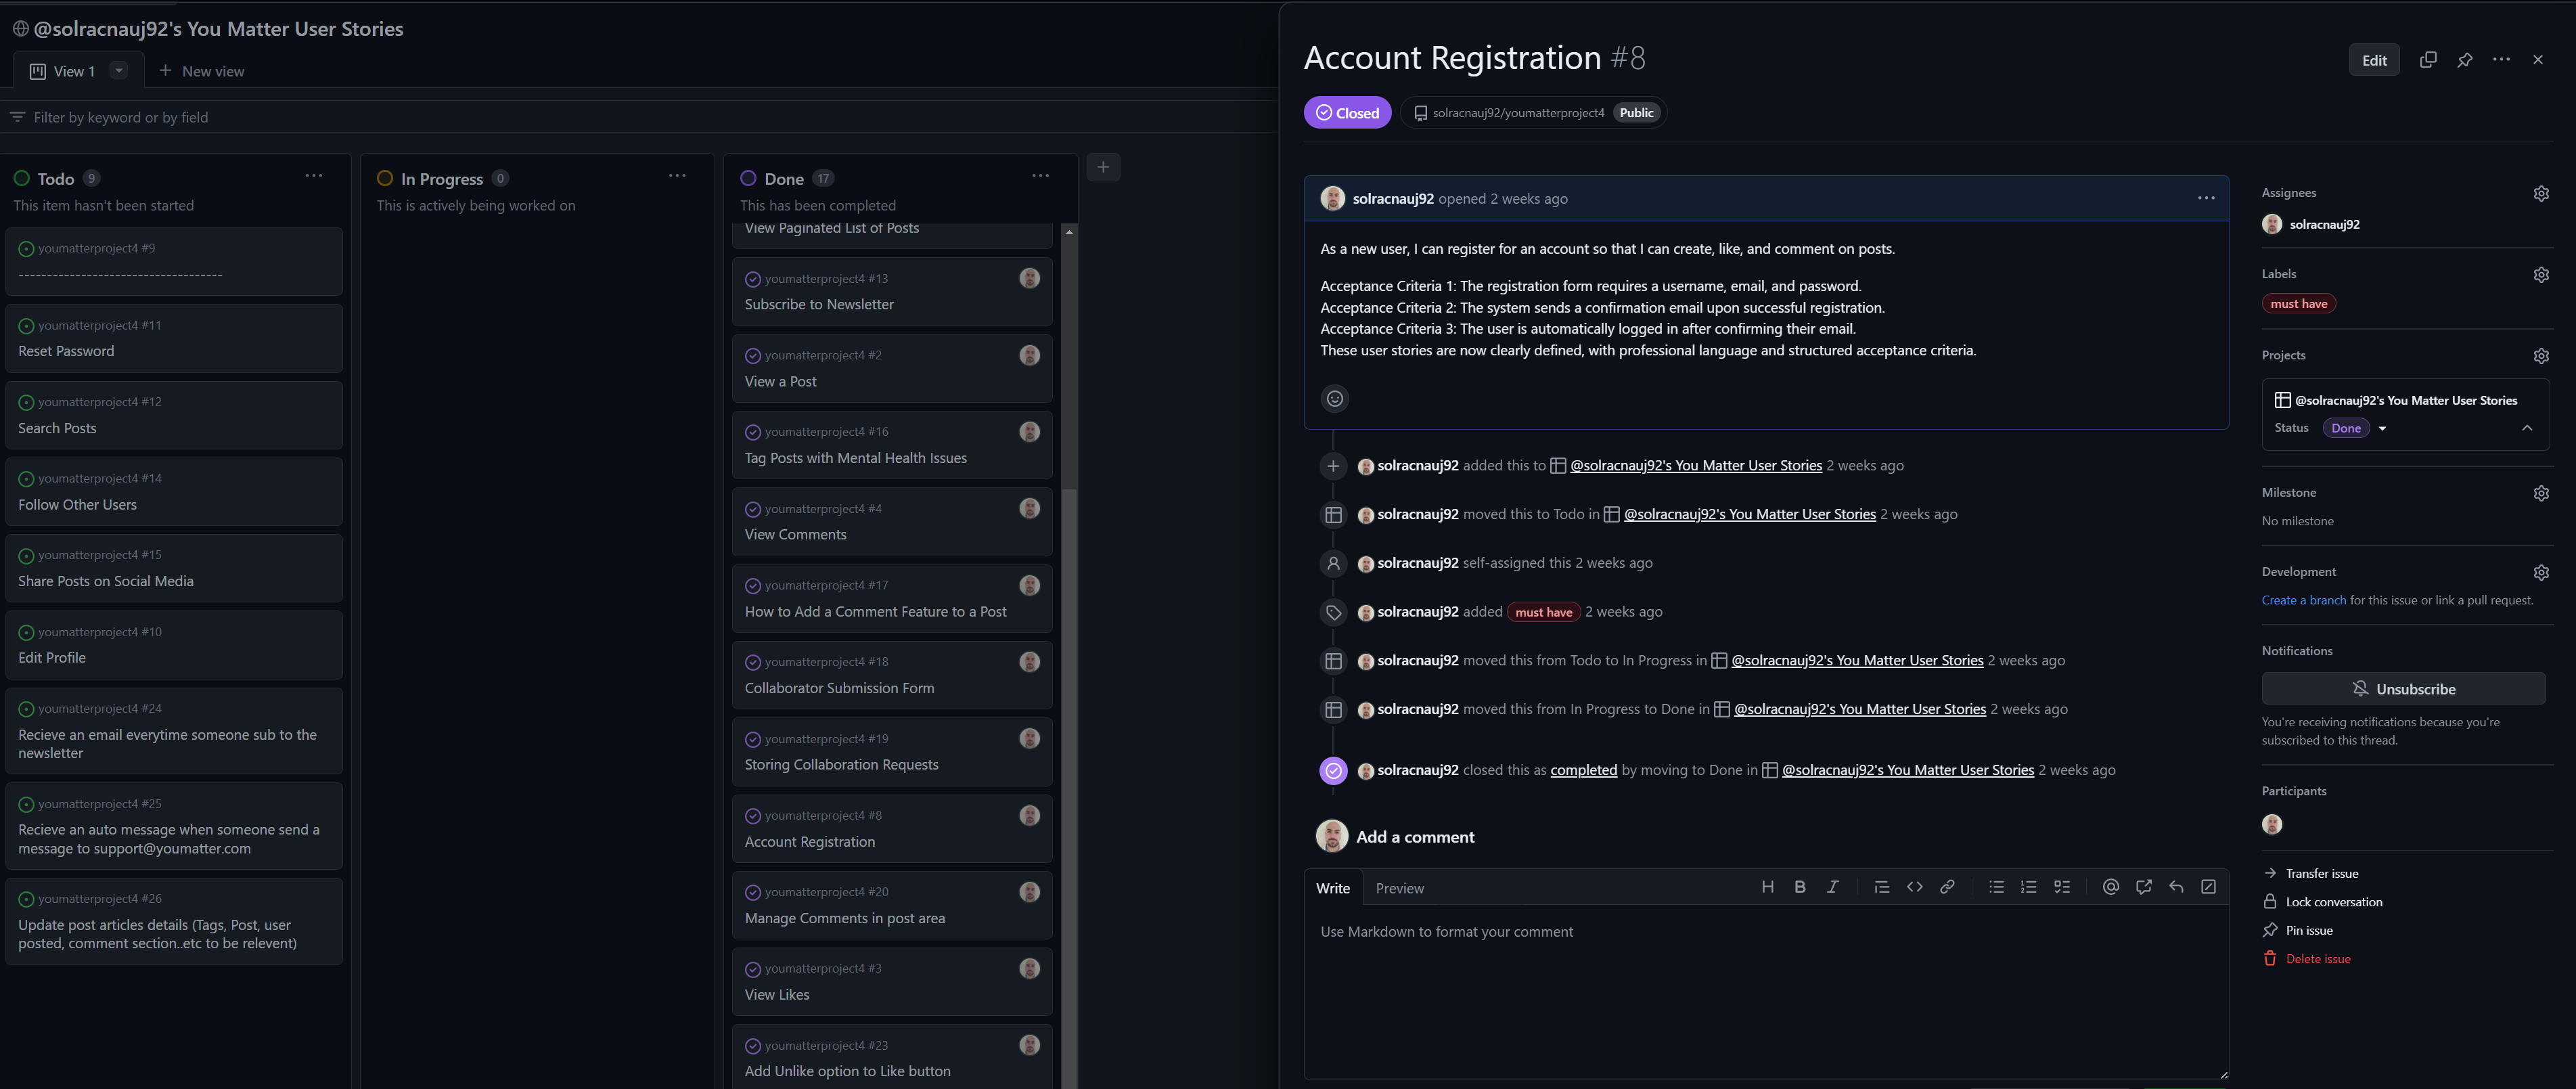 @solracnauj92's You Matter User Stories
View 1
New view
Filter by keyword or by field
Todo 9
This item hasn't been started
youmatterproject4 #9
------------------------------------
youmatterproject4 #11
Reset Password
youmatterproject4 #12
Search Posts
youmatterproject4 #14
Follow Other Users
youmatterproject4 #15
Share Posts on Social Media
youmatterproject4 #10
Edit Profile
youmatterproject4 #24
Recieve an email everytime someone sub to the
newsletter
youmatterproject4 #25
Recieve an auto message when someone send a
message to support@youmatter.com
youmatterproject4 #26
Update post articles details (Tags, Post, user
posted, comment section..etc to be relevent)
In Progress 0
This is actively being worked on
Done 17
This has been completed
View Paginated List of Posts
youmatterproject4 #13
Subscribe to Newsletter
youmatterproject4 #2
View a Post
youmatterproject4 #16
Tag Posts with Mental Health Issues
youmatterproject4 #4
View Comments
youmatterproject4 #17
How to Add a Comment Feature to a Post
youmatterproject4 #18
Collaborator Submission Form
youmatterproject4 #19
Storing Collaboration Requests
youmatterproject4 #8
Account Registration
youmatterproject4 #20
Manage Comments in post area
youmatterproject4 #3
View Likes
youmatterproject4 #23
Add Unlike option to Like button
Account Registration #8
Edit
Closed
solracnauj92/youmatterproject4 Public
solracnauj92 opened 2 weeks ago
As a new user, I can register for an account so that I can create, like, and comment on posts.
Acceptance Criteria 1: The registration form requires a username, email, and password.
Acceptance Criteria 2: The system sends a confirmation email upon successful registration.
Acceptance Criteria 3: The user is automatically logged in after confirming their email.
These user stories are now clearly defined, with professional language and structured acceptance criteria.
solracnauj92 added this to @solracnauj92's You Matter User Stories 2 weeks ago
solracnauj92 moved this to Todo in @solracnauj92's You Matter User Stories 2 weeks ago
solracnauj92 self-assigned this 2 weeks ago
solracnauj92 added must have 2 weeks ago
solracnauj92 moved this from Todo to In Progress in @solracnauj92's You Matter User Stories 2 weeks ago
solracnauj92 moved this from In Progress to Done in @solracnauj92's You Matter User Stories 2 weeks ago
solracnauj92 closed this as completed by moving to Done in @solracnauj92's You Matter User Stories 2 weeks ago
Add a comment
Write
Preview
Use Markdown to format your comment
Assignees
solracnauj92
Labels
must have
Projects
@solracnauj92's You Matter User Stories
Status Done
Milestone
No milestone
Development
Create a branch for this issue or link a pull request.
Notifications
Unsubscribe
You're receiving notifications because you're
subscribed to this thread.
Participants
Transfer issue
Lock conversation
Pin issue
Delete issue